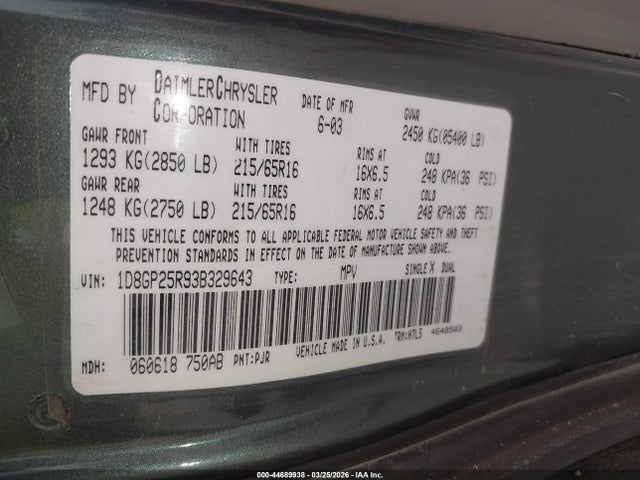 MFD BY DAIMLERCHRYSLER CORPORATION DATE OF MFR 6-03 GVWR 2450 KG(05400 LB)
GAWR FRONT WITH TIRES RIMS AT COLD
1293 KG(2850 LB) 215/65R16 16X6.5 248 KPA(36 PSI)
GAWR REAR WITH TIRES RIMS AT COLD
1248 KG(2750 LB) 215/65R16 16X6.5 248 KPA(36 PSI)
THIS VEHICLE CONFORMS TO ALL APPLICABLE FEDERAL MOTOR VEHICLE SAFETY AND THEFT
PREVENTION STANDARDS IN EFFECT ON THE DATE OF MANUFACTURE SHOWN ABOVE.
VIN: 1D8GP25R93B329643 TYPE: MPV SINGLE X DUAL
MDH: 060618 750AB PNT:PJR VEHICLE MADE IN U.S.A. TRM:H7L5 4648503
000-44689938 - 03/25/2026 - IAA Inc.